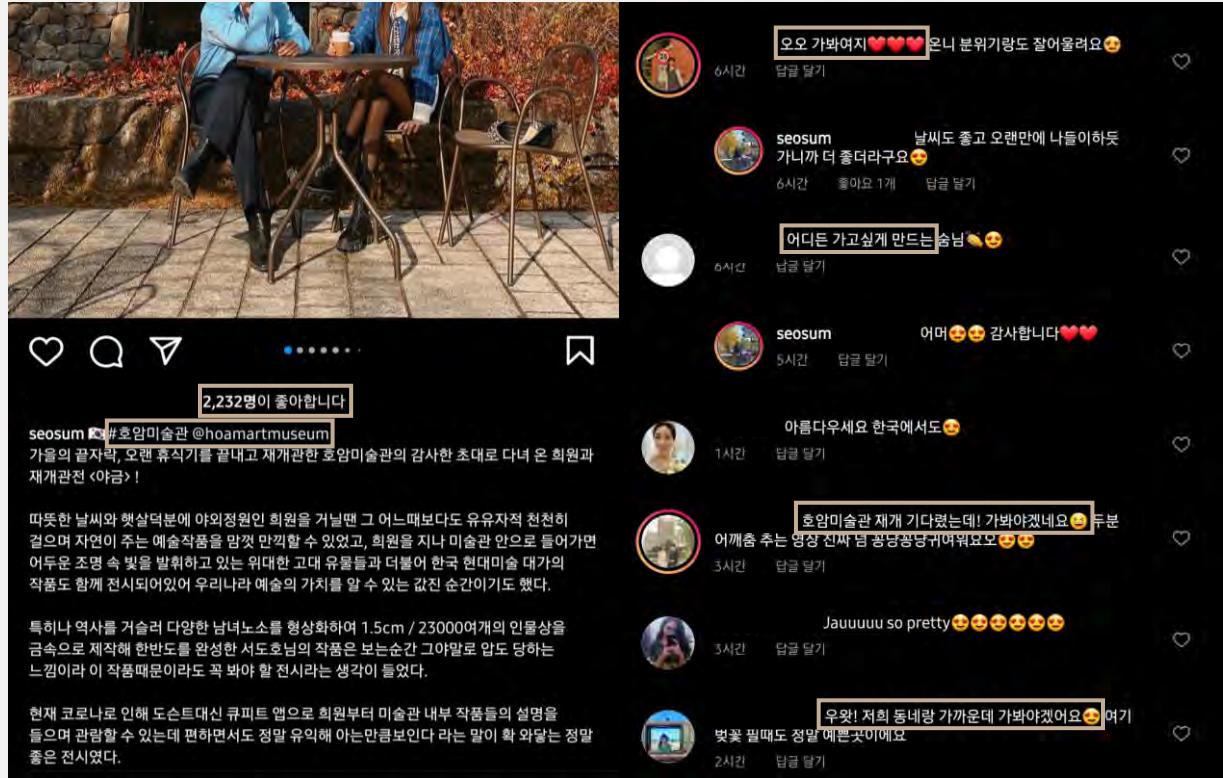 2,232명이 좋아합니다
seosum 🇰🇷#호암미술관 @hoamartmuseum
가을의 끝자락, 오랜 휴식기를 끝내고 재개관한 호암미술관의 감사한 초대로 다녀 온 희원과
재개관전 <야금> !
따뜻한 날씨와 햇살덕분에 야외정원인 희원을 거닐땐 그 어느때보다도 유유자적 천천히
걸으며 자연이 주는 예술작품을 맘껏 만끽할 수 있었고, 희원을 지나 미술관 안으로 들어가면
어두운 조명 속 빛을 발휘하고 있는 위대한 고대 유물들과 더불어 한국 현대미술 대가의
작품도 함께 전시되어있어 우리나라 예술의 가치를 알 수 있는 값진 순간이기도 했다.
특히나 역사를 거슬러 다양한 남녀노소를 형상화하여 1.5cm / 23000여개의 인물상을
금속으로 제작해 한반도를 완성한 서도호님의 작품은 보는순간 그야말로 압도 당하는
느낌이라 이 작품때문이라도 꼭 봐야 할 전시라는 생각이 들었다.
현재 코로나로 인해 도슨트대신 큐피트 앱으로 희원부터 미술관 내부 작품들의 설명을
들으며 관람할 수 있는데 편하면서도 정말 유익해 아는만큼보인다 라는 말이 확 와닿는 정말
좋은 전시였다.
오오 가봐여지❤️❤️❤️ 온니 분위기랑도 잘어울려요😍
6시간 답글 달기
seosum 날씨도 좋고 오랜만에 나들이하듯
가니까 더 좋더라구요😍
6시간 좋아요 1개 답글 달기
어디든 가고싶게 만드는 숨님👏😍
6시간 답글 달기
seosum 어머😍😍 감사합니다❤️❤️
5시간 답글 달기
아름다우세요 한국에서도😍
1시간 답글 달기
호암미술관 재개 기다렸는데! 가봐야겠네요😆 두분
어깨춤 추는 영상 진짜 넘 꽁냥꽁냥귀여워요오😍😍
3시간 답글 달기
Jauuuuu so pretty😍😍😍😍😍😍
3시간 답글 달기
우왓! 저희 동네랑 가까운데 가봐야겠어요😍 여기
벚꽃 필때도 정말 예쁜곳이에요
2시간 답글 달기